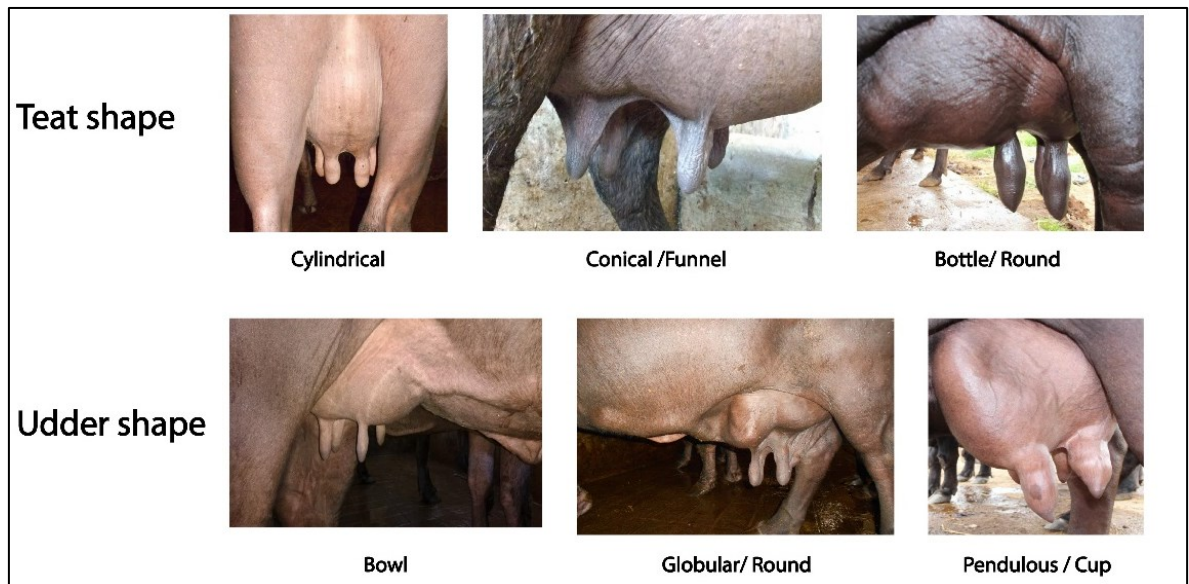 Teat shape
Cylindrical
Conical /Funnel
Bottle/ Round
Udder shape
Bowl
Globular/ Round
Pendulous / Cup